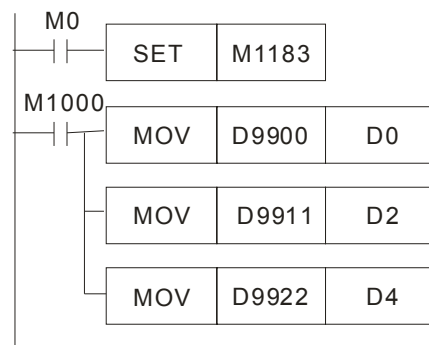 M0
SET M1183
M1000
MOV D9900 D0
MOV D9911 D2
MOV D9922 D4